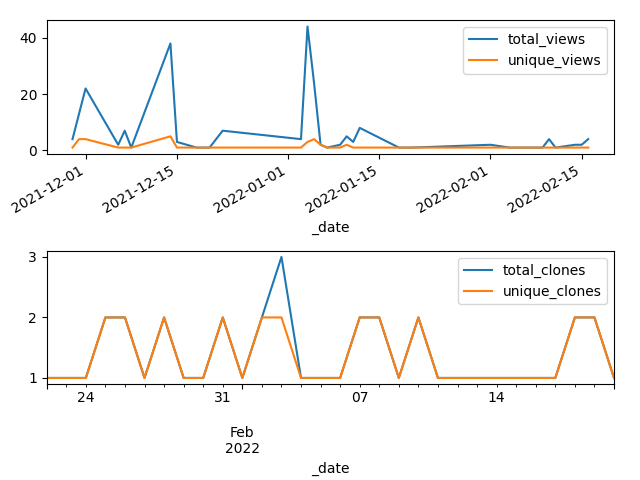 40
20
0
total_views
unique_views
2021-12-01
2021-12-15
2022-01-01
2022-01-15
2022-02-01
2022-02-15
_date
3
2
1
total_clones
unique_clones
24
31
07
14
Feb
2022
_date